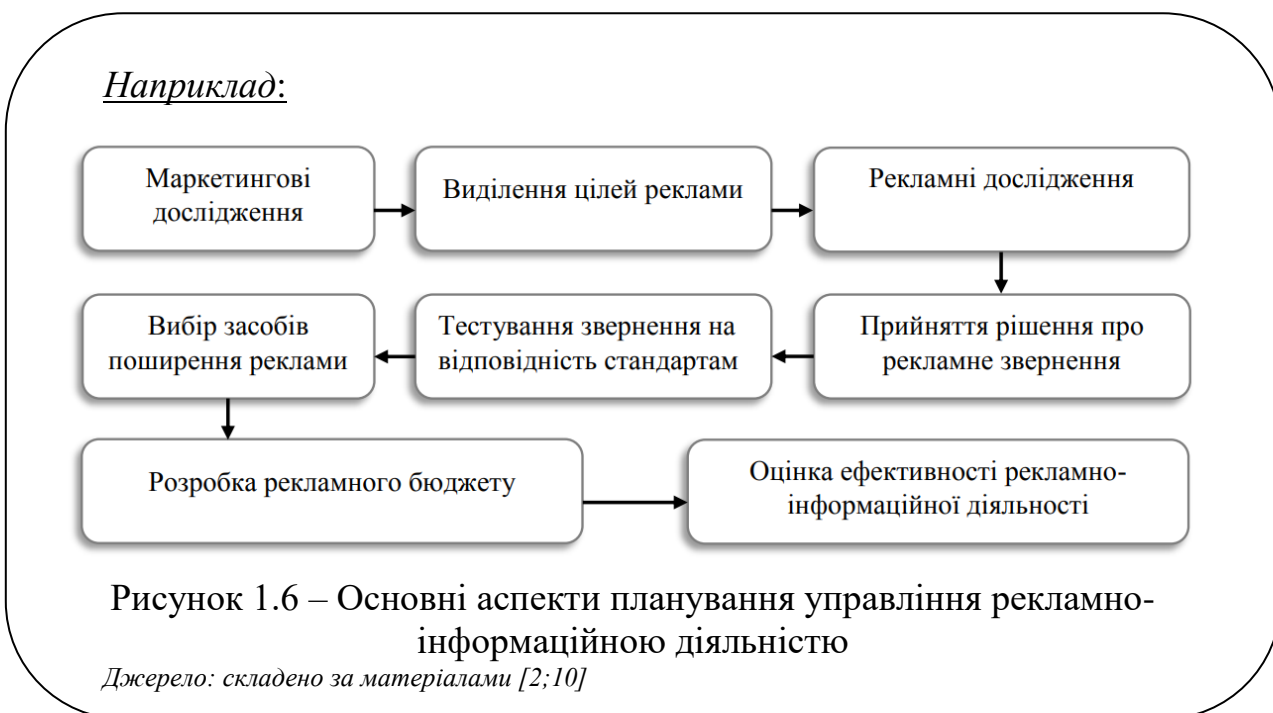 Наприклад:
Маркетингові
дослідження
Виділення цілей реклами
Рекламні дослідження
Прийняття рішення про
рекламне звернення
Тестування звернення на
відповідність стандартам
Вибір засобів
поширення реклами
Розробка рекламного бюджету
Оцінка ефективності рекламно-
інформаційної діяльності
Рисунок 1.6 – Основні аспекти планування управління рекламно-
інформаційною діяльністю
Джерело: складено за матеріалами [2;10]